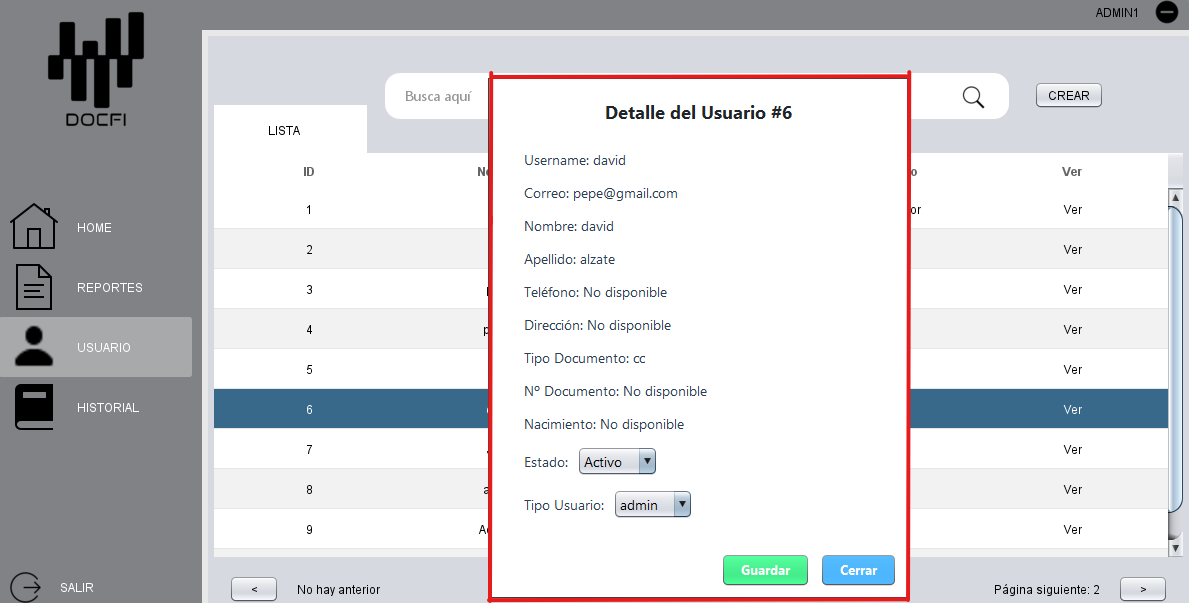 ADMIN1
DOCFI
Busca aquí
CREAR
LISTA
ID
Ver
1
Ver
2
Ver
3
Ver
4
Ver
5
Ver
6
Ver
7
Ver
8
Ver
9
Ver
HOME
REPORTES
USUARIO
HISTORIAL
SALIR
Detalle del Usuario #6
Username: david
Correo: pepe@gmail.com
Nombre: david
Apellido: alzate
Teléfono: No disponible
Dirección: No disponible
Tipo Documento: cc
Nº Documento: No disponible
Nacimiento: No disponible
Estado: Activo
Tipo Usuario: admin
Guardar Cerrar
< No hay anterior
Página siguiente: 2 >